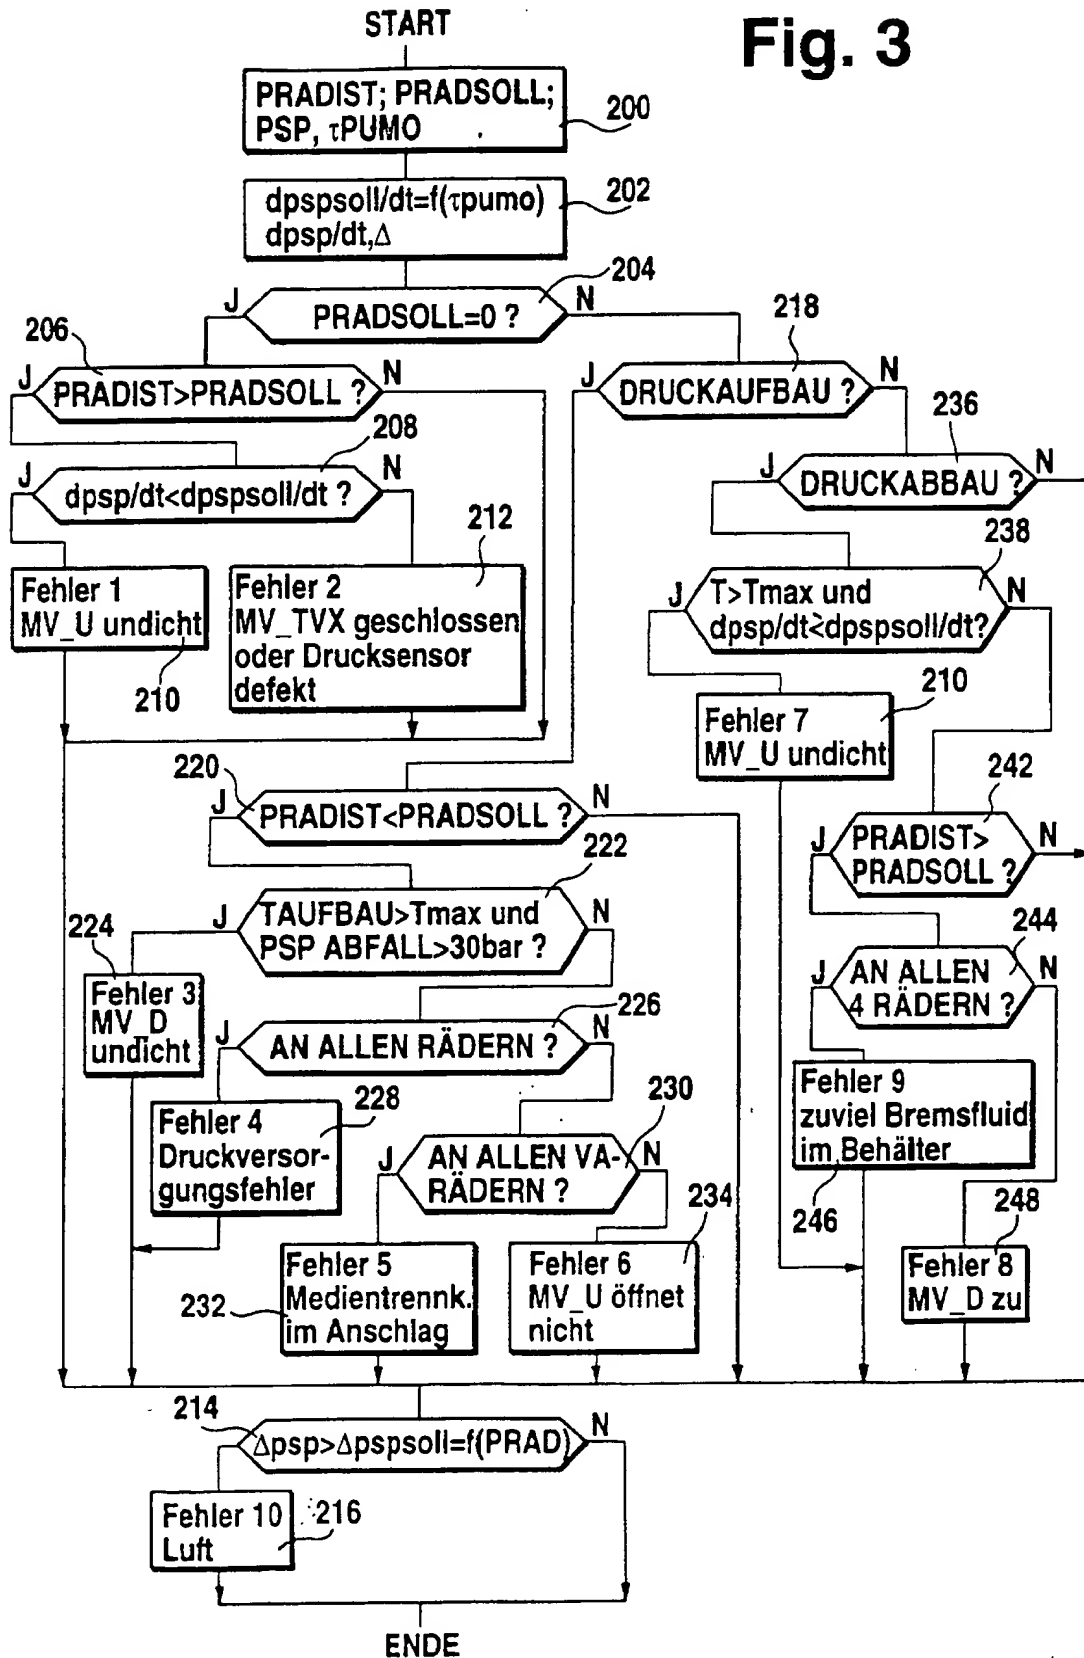 START
Fig. 3
PRADIST; PRADSOLL;
PSP, τPUMO
200
dpspsoll/dt=f(τpumo)
dpsp/dt,Δ
202
204
J
PRADSOLL=0 ?
N
206
J
PRADIST>PRADSOLL ?
N
218
J
DRUCKAUFBAU ?
N
208
J
dpsp/dt<dpspsoll/dt ?
N
236
J
DRUCKABBAU ?
N
212
Fehler 1
MV_U undicht
210
Fehler 2
MV_TVX geschlossen
oder Drucksensor
defekt
238
J
T>Tmax und
dpsp/dt≷dpspsoll/dt?
N
210
Fehler 7
MV_U undicht
220
J
PRADIST<PRADSOLL ?
N
242
J
PRADIST>
PRADSOLL ?
N
222
J
TAUFBAU>Tmax und
PSP ABFALL>30bar ?
N
224
Fehler 3
MV_D
undicht
244
J
AN ALLEN
4 RÄDERN ?
N
226
J
AN ALLEN RÄDERN ?
N
228
Fehler 4
Druckversor-
gungsfehler
230
J
AN ALLEN VA-
RÄDERN ?
N
Fehler 9
zuviel Bremsfluid
im Behälter
246
232
Fehler 5
Medientrennk.
im Anschlag
234
Fehler 6
MV_U öffnet
nicht
248
Fehler 8
MV_D zu
214
Δpsp>Δpspsoll=f(PRAD)
N
Fehler 10
Luft
216
ENDE